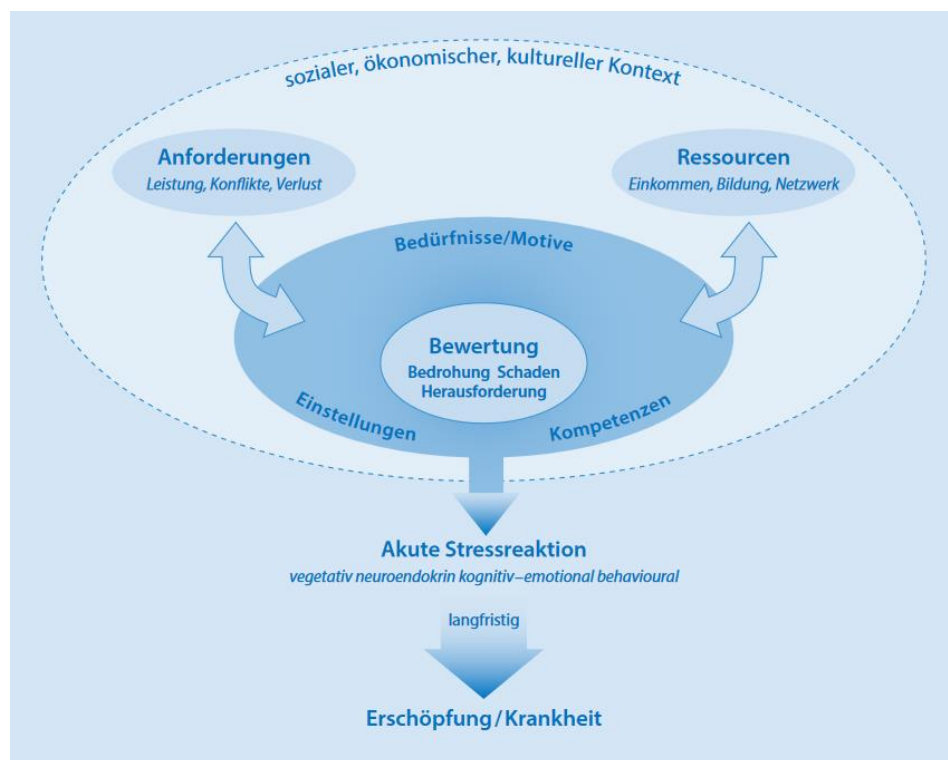 sozialer, ökonomischer, kultureller Kontext
Anforderungen
Leistung, Konflikte, Verlust
Ressourcen
Einkommen, Bildung, Netzwerk
Bedürfnisse/Motive
Bewertung
Bedrohung Schaden
Herausforderung
Einstellungen
Kompetenzen
Akute Stressreaktion
vegetativ neuroendokrin kognitiv–emotional behavioural
langfristig
Erschöpfung/Krankheit